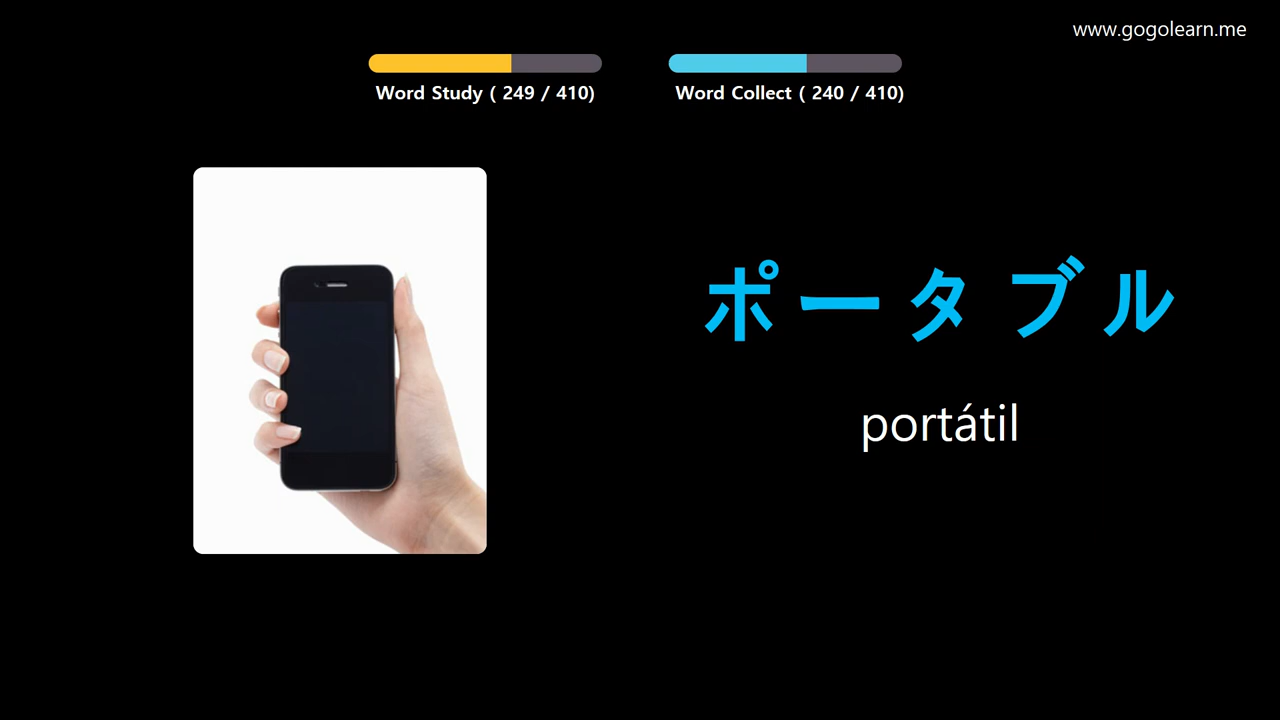 www.gogolearn.me
Word Study ( 249 / 410)
Word Collect ( 240 / 410)
ポータブル
portátil